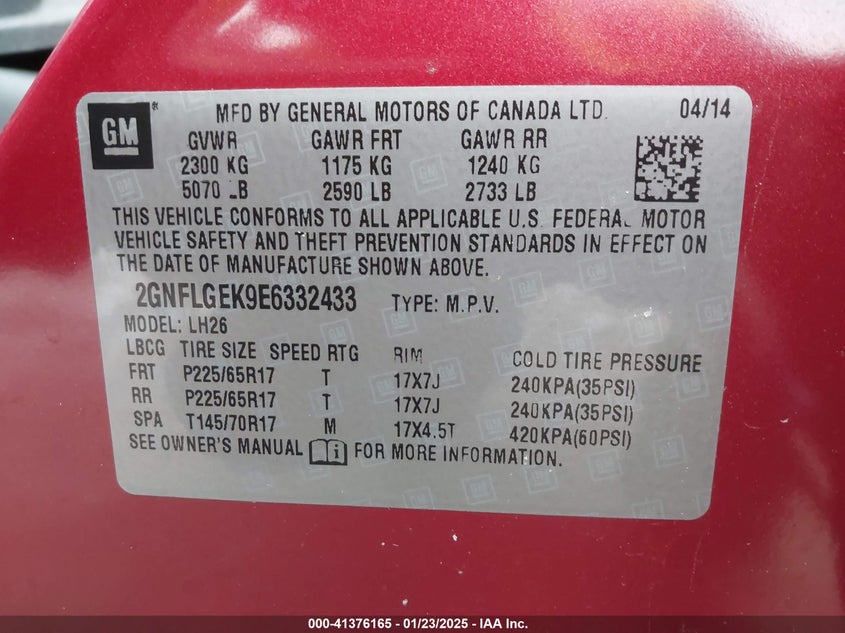 GM ® MFD BY GENERAL MOTORS OF CANADA LTD. 04/14
GVWR GAWR FRT GAWR RR
2300 KG 1175 KG 1240 KG
5070 LB 2590 LB 2733 LB
THIS VEHICLE CONFORMS TO ALL APPLICABLE U.S. FEDERAL MOTOR
VEHICLE SAFETY AND THEFT PREVENTION STANDARDS IN EFFECT ON
THE DATE OF MANUFACTURE SHOWN ABOVE.
2GNFLGEK9E6332433 TYPE: M.P.V.
MODEL: LH26
LBCG TIRE SIZE SPEED RTG RIM COLD TIRE PRESSURE
FRT P225/65R17 T 17X7J 240KPA(35PSI)
RR P225/65R17 T 17X7J 240KPA(35PSI)
SPA T145/70R17 M 17X4.5T 420KPA(60PSI)
SEE OWNER'S MANUAL i FOR MORE INFORMATION.
000-41376165 - 01/23/2025 - IAA Inc.